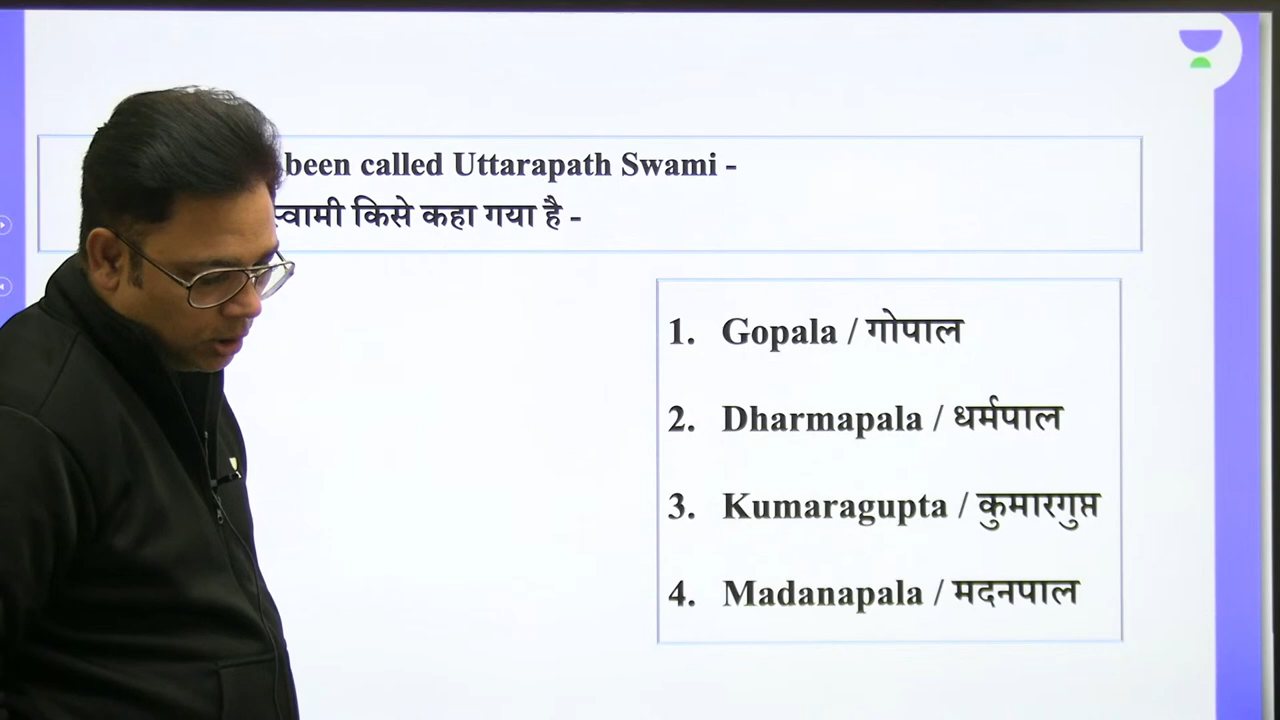 been called Uttarapath Swami -
स्वामी किसे कहा गया है -
1. Gopala / गोपाल
2. Dharmapala / धर्मपाल
3. Kumaragupta / कुमारगुप्त
4. Madanapala / मदनपाल